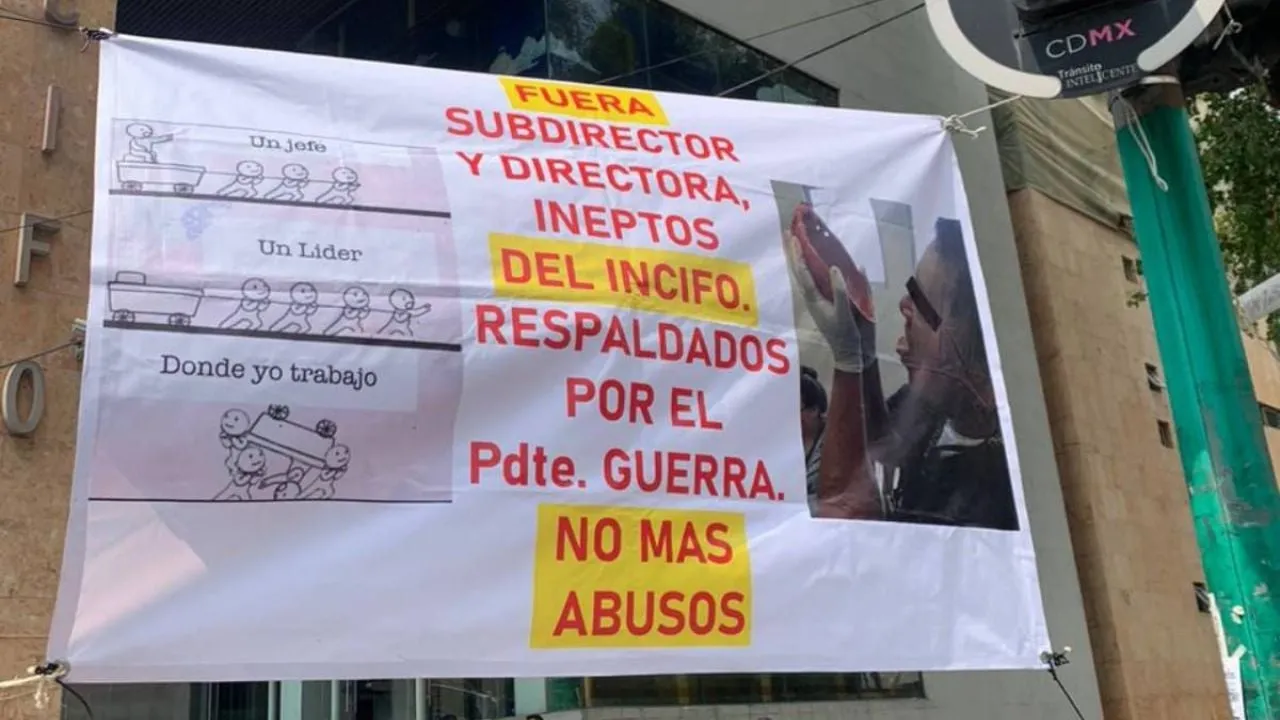 Un jefe
Un Lider
Donde yo trabajo
FUERA
SUBDIRECTOR
Y DIRECTORA,
INEPTOS
DEL INCIFO.
RESPALDADOS
POR EL
Pdte. GUERRA.
NO MAS
ABUSOS
CDMX
Tránsito
INTELIGENTE
I
F
O